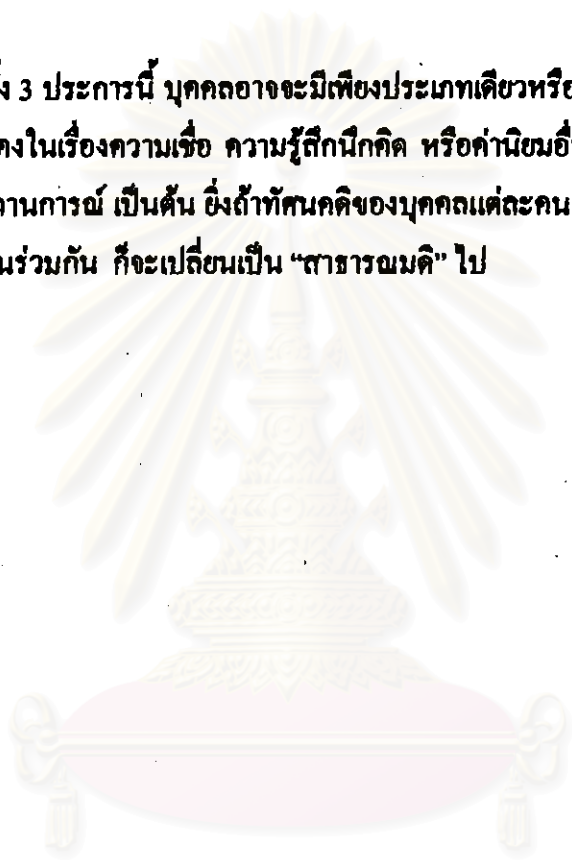 ง 3 ประการนี้ บุคคลอาจจะมีเพียงประเภทเดียวหรือ
คงในเรื่องความเชื่อ ความรู้สึกนึกคิด หรือค่านิยมอื่
านการณ์ เป็นต้น ยิ่งถ้าทัศนคติของบุคคลแต่ละคน
นร่วมกัน ก็จะเปลี่ยนเป็น “สาธารณมติ” ไป